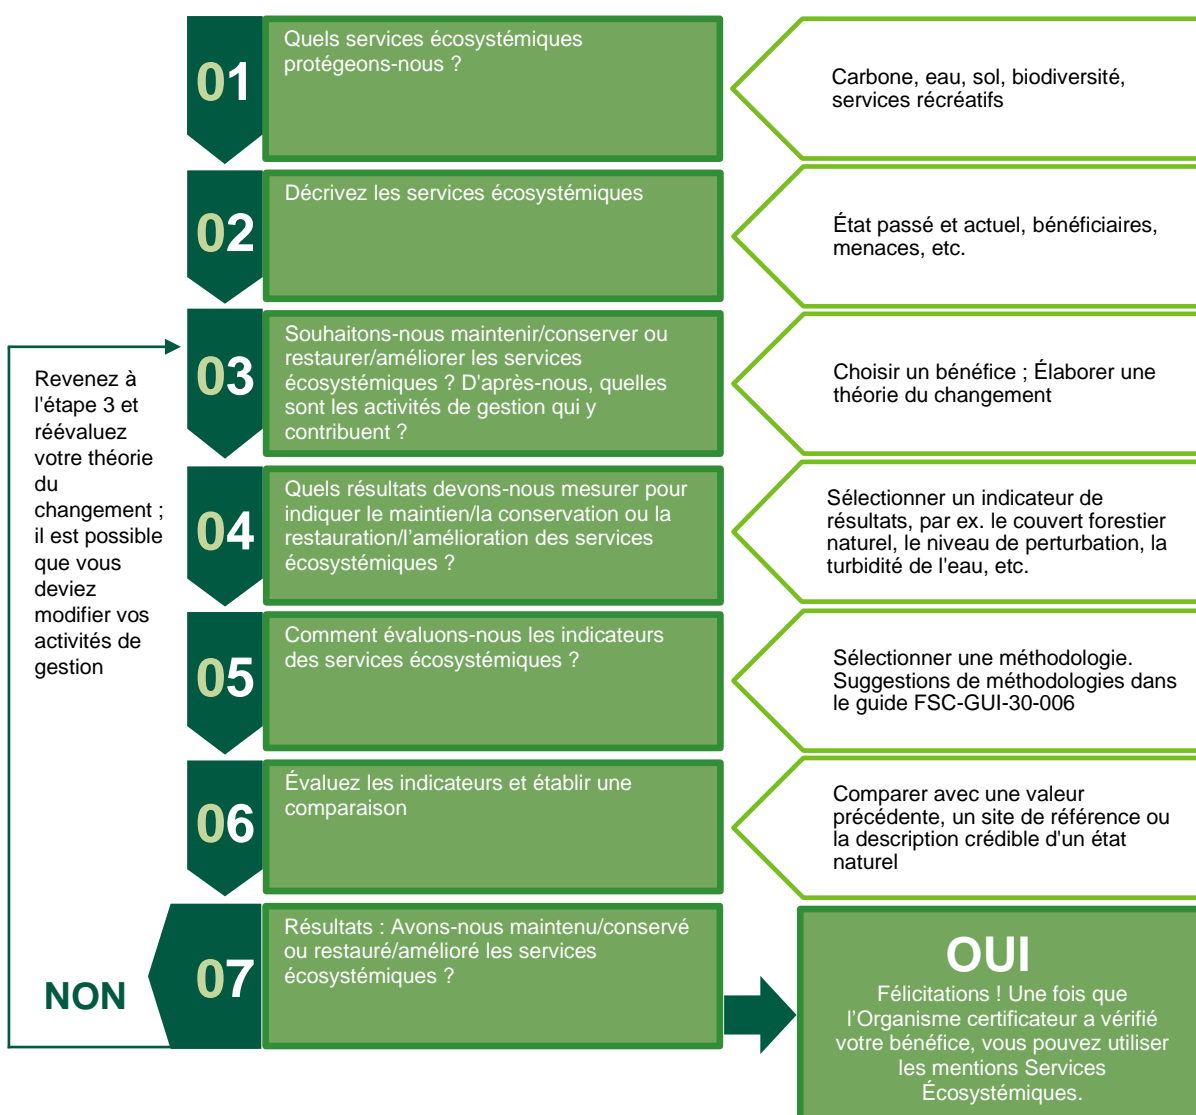 01
Quels services écosystémiques
protégeons-nous ?
Carbone, eau, sol, biodiversité,
services récréatifs
02
Décrivez les services écosystémiques
État passé et actuel, bénéficiaires,
menaces, etc.
03
Souhaitons-nous maintenir/conserver ou
restaurer/améliorer les services
écosystémiques ? D'après-nous, quelles
sont les activités de gestion qui y
contribuent ?
Choisir un bénéfice ; Élaborer une
théorie du changement
Revenez à
l'étape 3 et
réévaluez
votre théorie
du
changement ;
il est possible
que vous
deviez
modifier vos
activités de
gestion
04
Quels résultats devons-nous mesurer pour
indiquer le maintien/la conservation ou la
restauration/l’amélioration des services
écosystémiques ?
Sélectionner un indicateur de
résultats, par ex. le couvert forestier
naturel, le niveau de perturbation, la
turbidité de l'eau, etc.
05
Comment évaluons-nous les indicateurs
des services écosystémiques ?
Sélectionner une méthodologie.
Suggestions de méthodologies dans
le guide FSC-GUI-30-006
06
Évaluez les indicateurs et établir une
comparaison
Comparer avec une valeur
précédente, un site de référence ou
la description crédible d'un état
naturel
07
Résultats : Avons-nous maintenu/conservé
ou restauré/amélioré les services
écosystémiques ?
NON
OUI
Félicitations ! Une fois que
l’Organisme certificateur a vérifié
votre bénéfice, vous pouvez utiliser
les mentions Services
Écosystémiques.